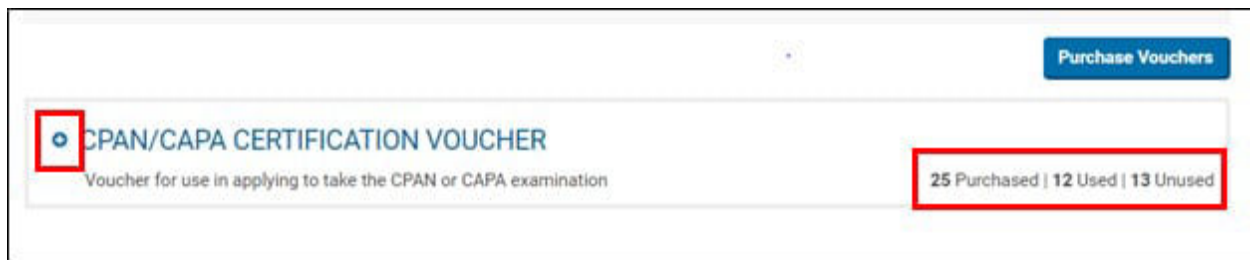 Purchase Vouchers
CPAN/CAPA CERTIFICATION VOUCHER
Voucher for use in applying to take the CPAN or CAPA examination
25 Purchased | 12 Used | 13 Unused